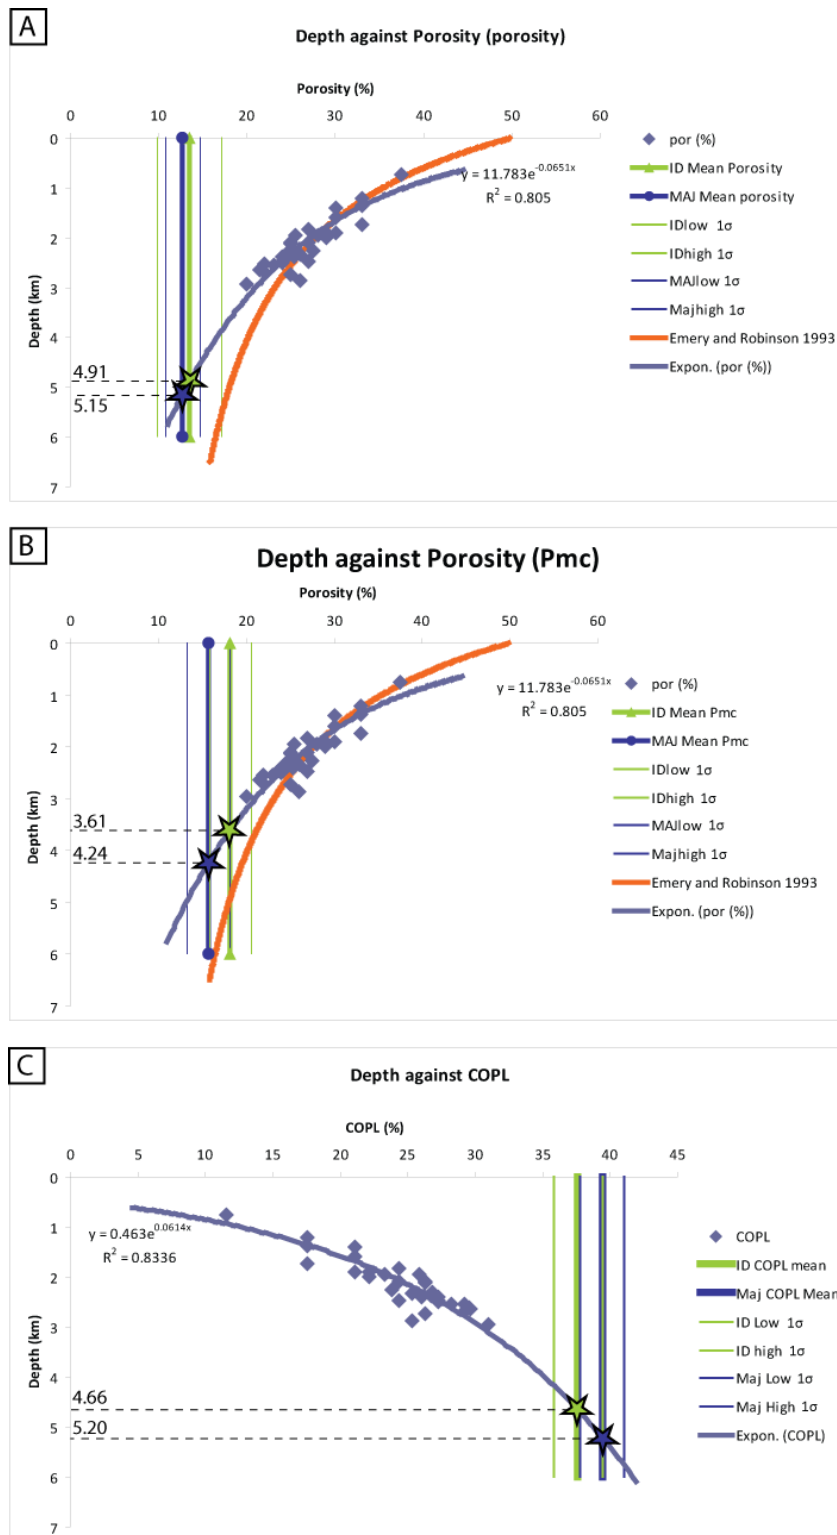 A
Depth against Porosity (porosity)
Porosity (%)
0 10 20 30 40 50 60
0
1
2
3
4
5
6
7
Depth (km)
4.91
5.15
y = 11.783e^-0.0651x
R² = 0.805
por (%)
ID Mean Porosity
MAJ Mean porosity
IDlow 1σ
IDhigh 1σ
MAJlow 1σ
Majhigh 1σ
Emery and Robinson 1993
Expon. (por (%))
B
Depth against Porosity (Pmc)
Porosity (%)
0 10 20 30 40 50 60
0
1
2
3
4
5
6
7
Depth (km)
3.61
4.24
y = 11.783e^-0.0651x
R² = 0.805
por (%)
ID Mean Pmc
MAJ Mean Pmc
IDlow 1σ
IDhigh 1σ
MAJlow 1σ
Majhigh 1σ
Emery and Robinson 1993
Expon. (por (%))
C
Depth against COPL
COPL (%)
0 5 10 15 20 25 30 35 40 45
0
1
2
3
4
5
6
7
Depth (km)
4.66
5.20
y = 0.463e^0.0614x
R² = 0.8336
COPL
ID COPL mean
Maj COPL Mean
ID Low 1σ
ID high 1σ
Maj Low 1σ
Maj High 1σ
Expon. (COPL)